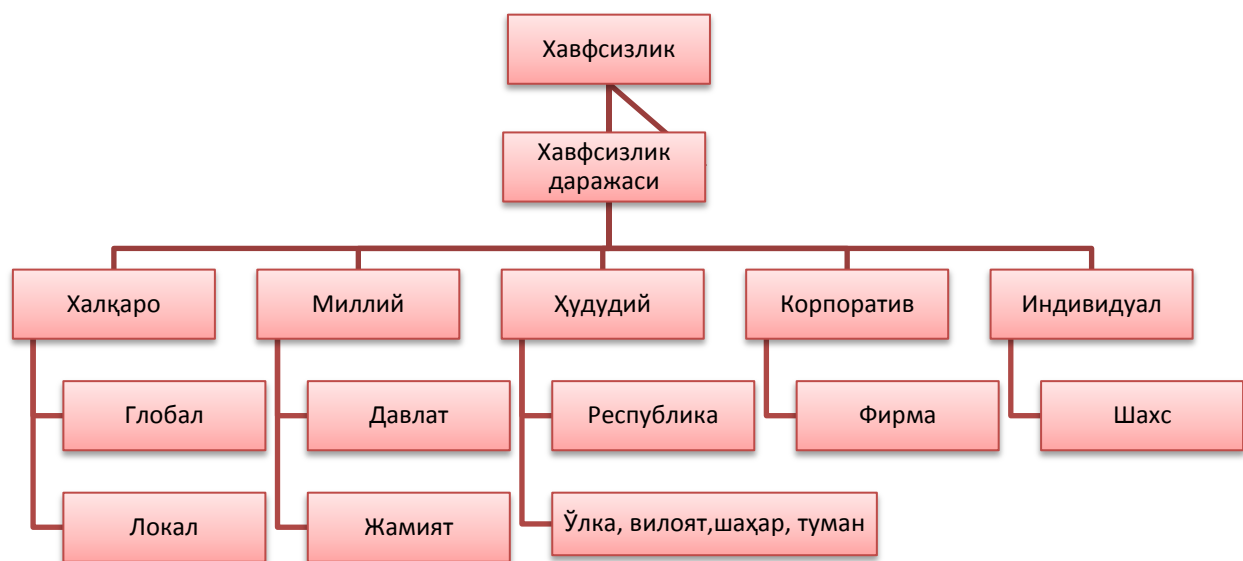 Хавфсизлик
Хавфсизлик
даражаси
Халқаро
Миллий
Ҳудудий
Корпоратив
Индивидуал
Глобал
Давлат
Республика
Фирма
Шахс
Локал
Жамият
Ўлка, вилоят,шаҳар, туман